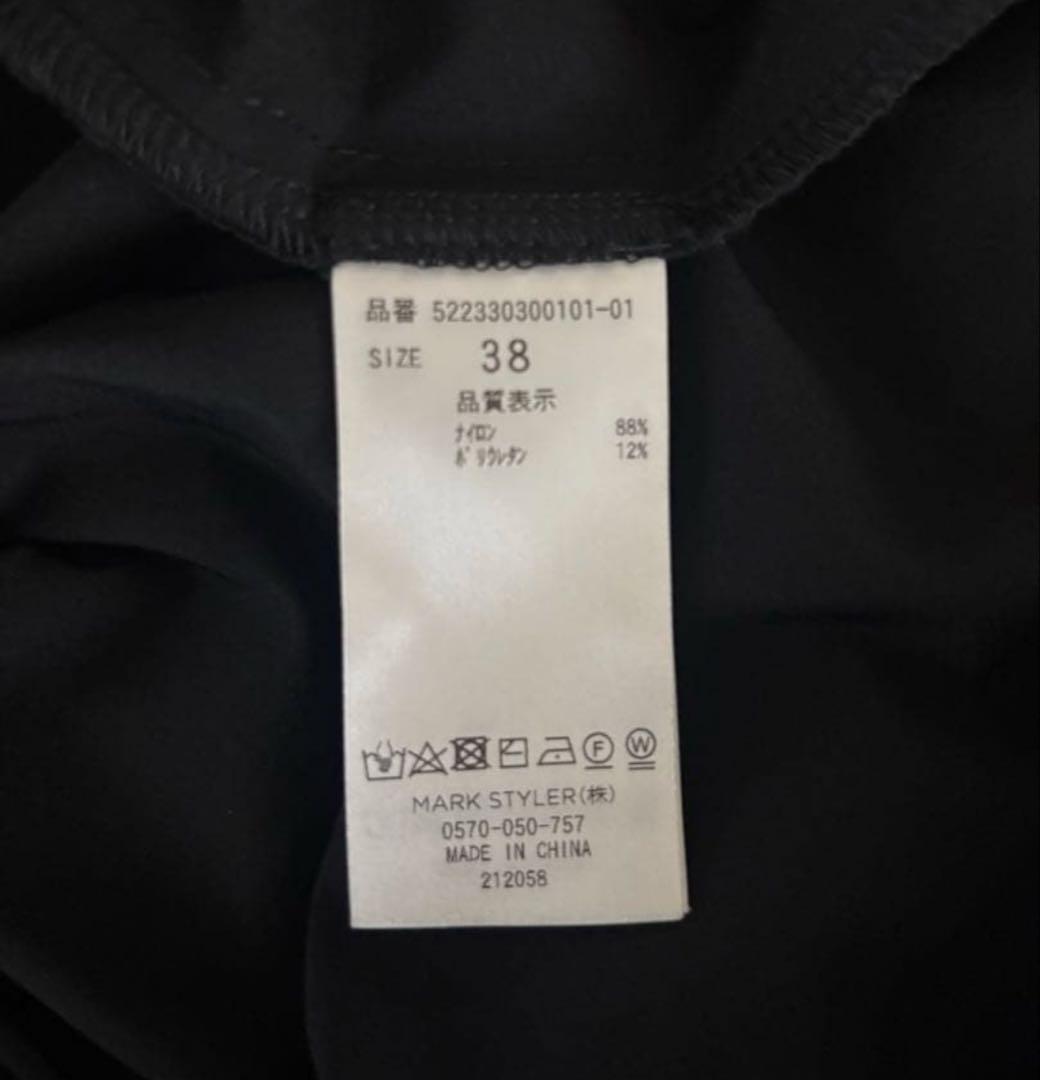 品番 522330300101-01
SIZE 38
品質表示
ナイロン 88%
ポリウレタン 12%
F W
MARK STYLER(株)
0570-050-757
MADE IN CHINA
212058